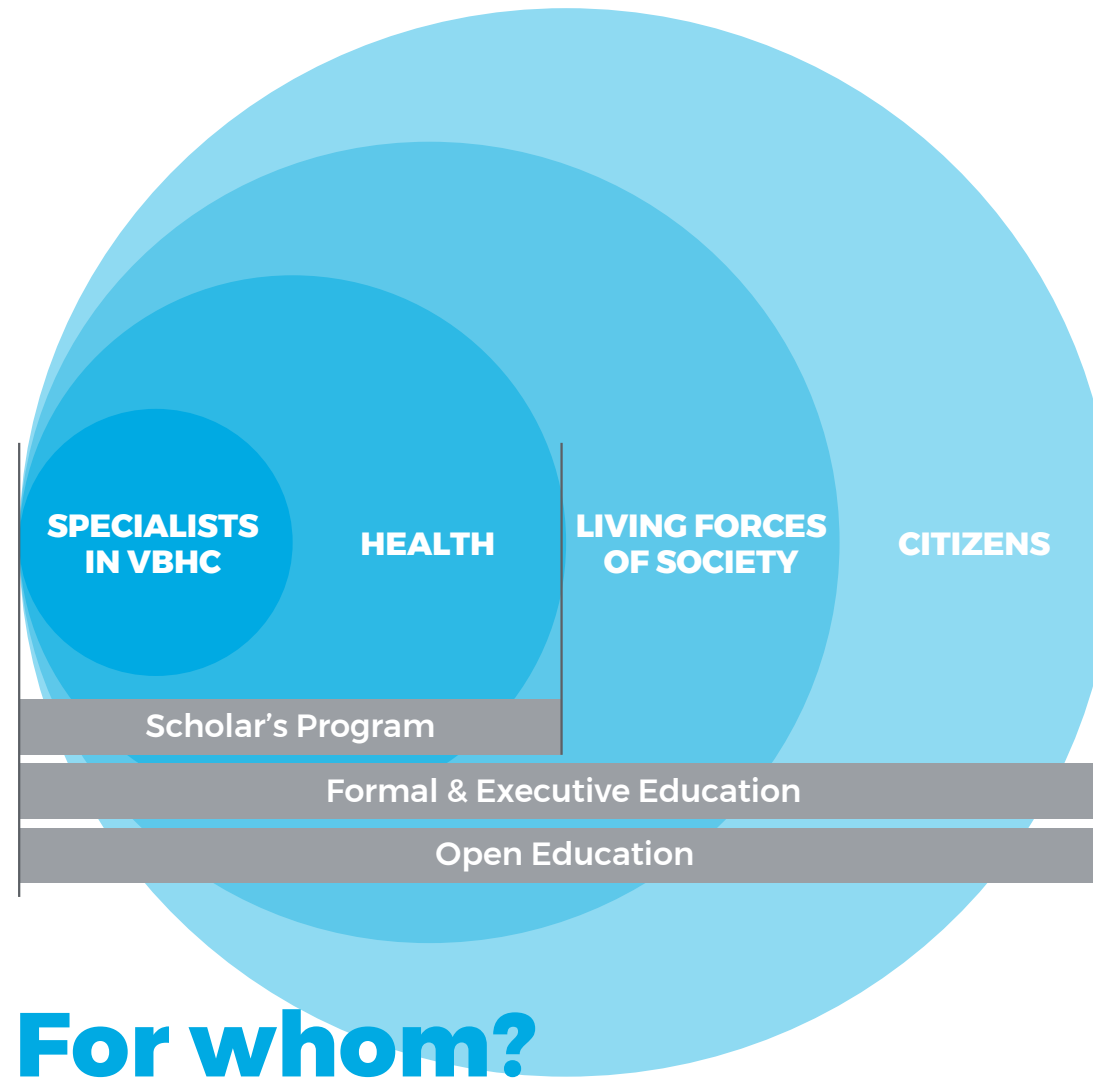 SPECIALISTS
IN VBHC
HEALTH
LIVING FORCES
OF SOCIETY
CITIZENS
Scholar’s Program
Formal & Executive Education
Open Education
For whom?